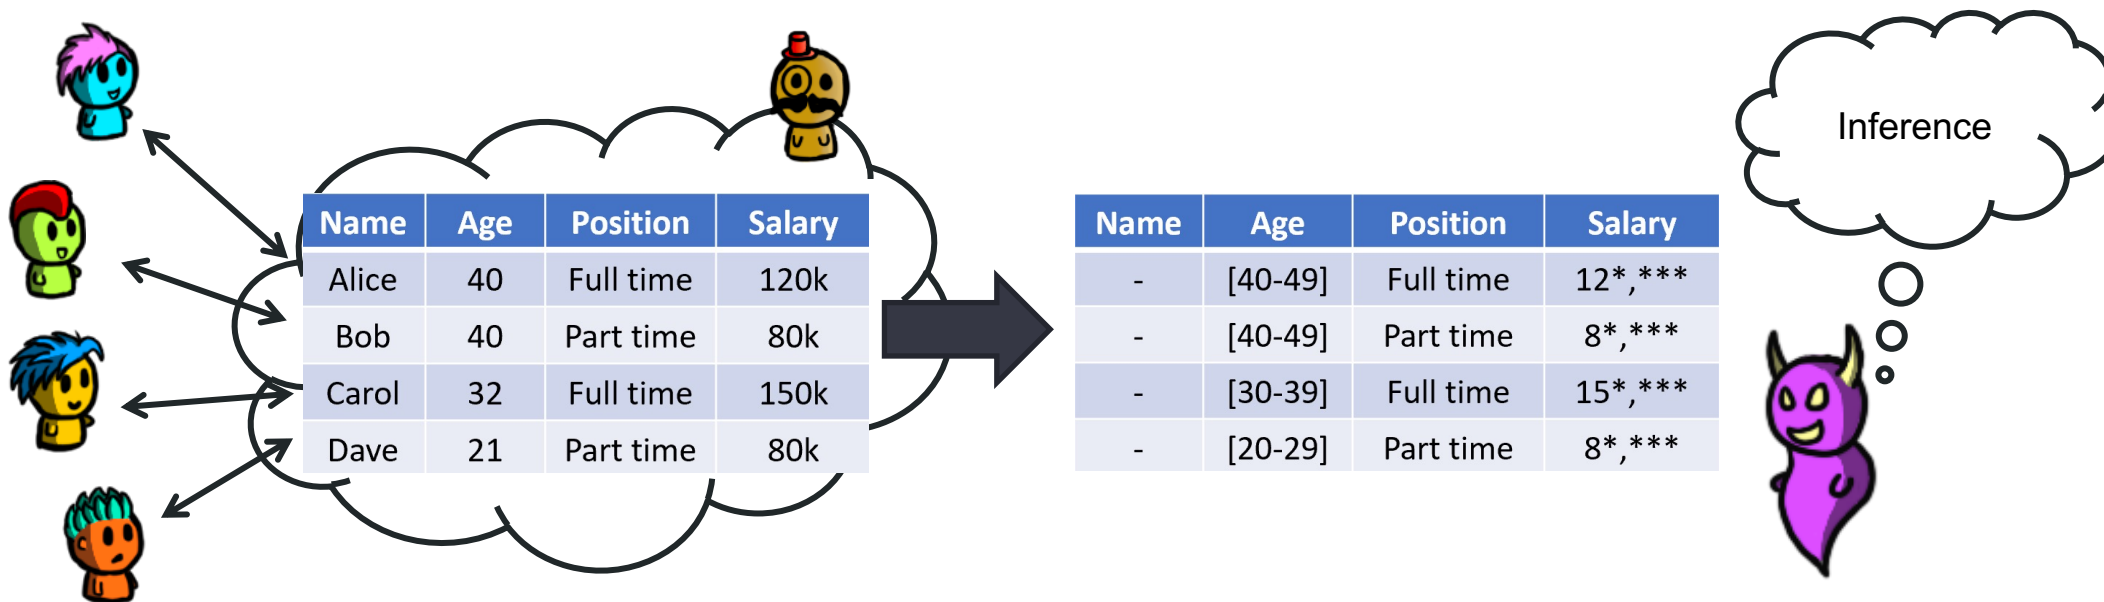 Inference
Name Age Position Salary
Alice 40 Full time 120k
Bob 40 Part time 80k
Carol 32 Full time 150k
Dave 21 Part time 80k
Name Age Position Salary
- [40-49] Full time 12*,***
- [40-49] Part time 8*,***
- [30-39] Full time 15*,***
- [20-29] Part time 8*,***